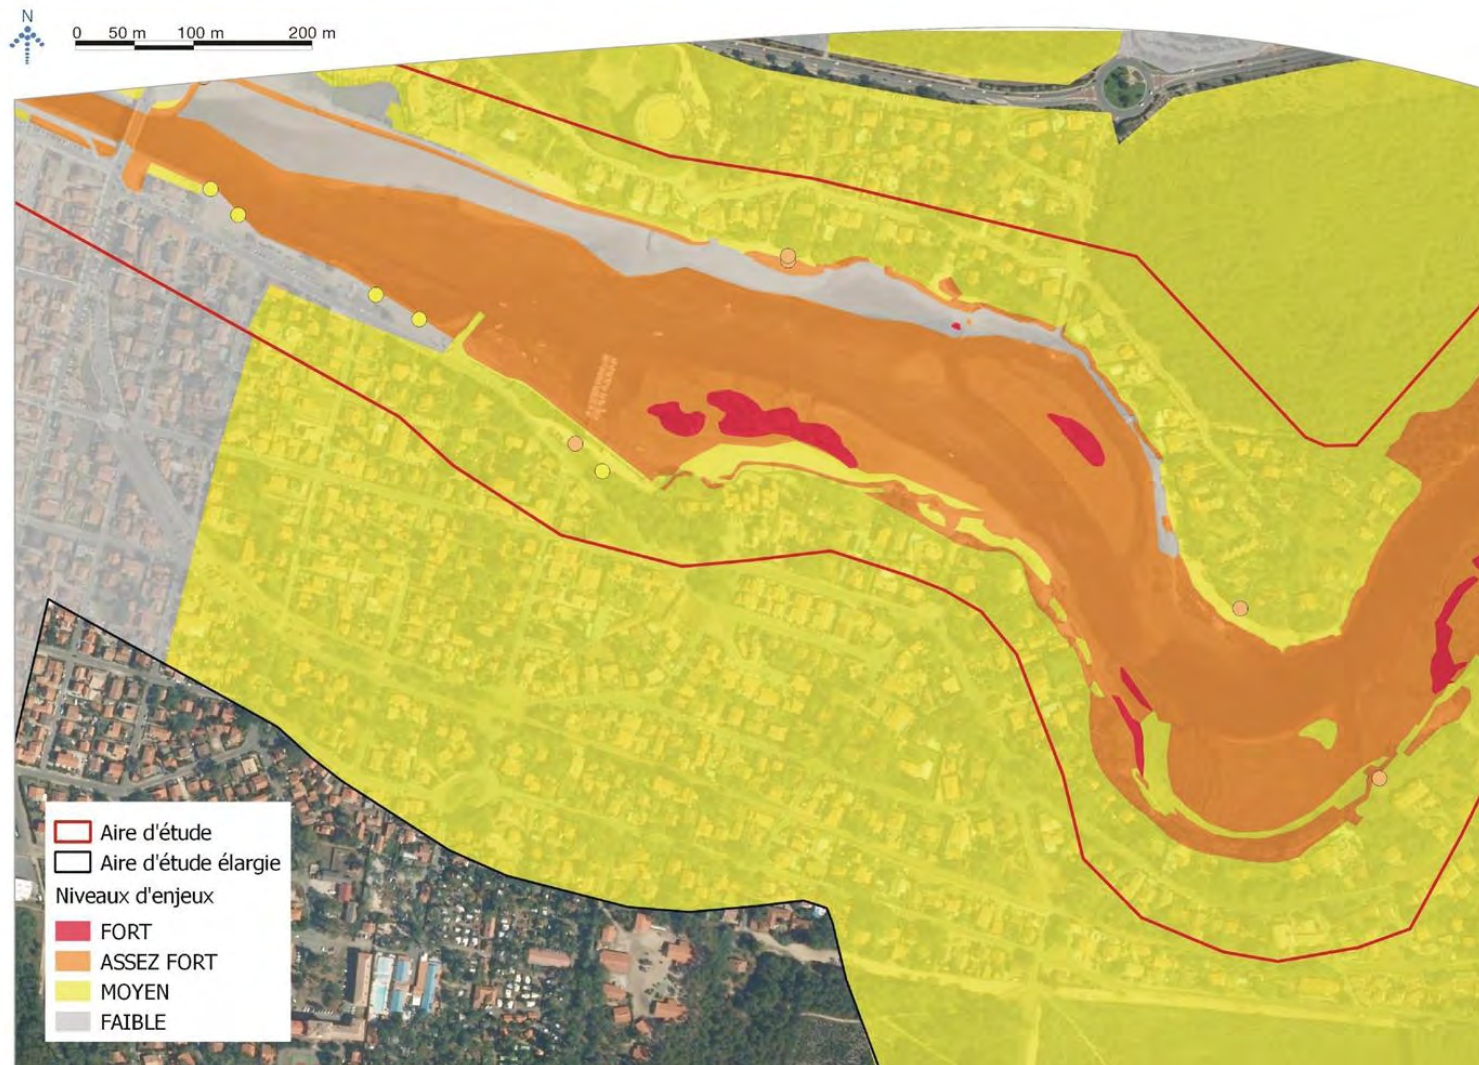 N
0 50 m 100 m 200 m
Aire d'étude
Aire d'étude élargie
Niveaux d'enjeux
FORT
ASSEZ FORT
MOYEN
FAIBLE